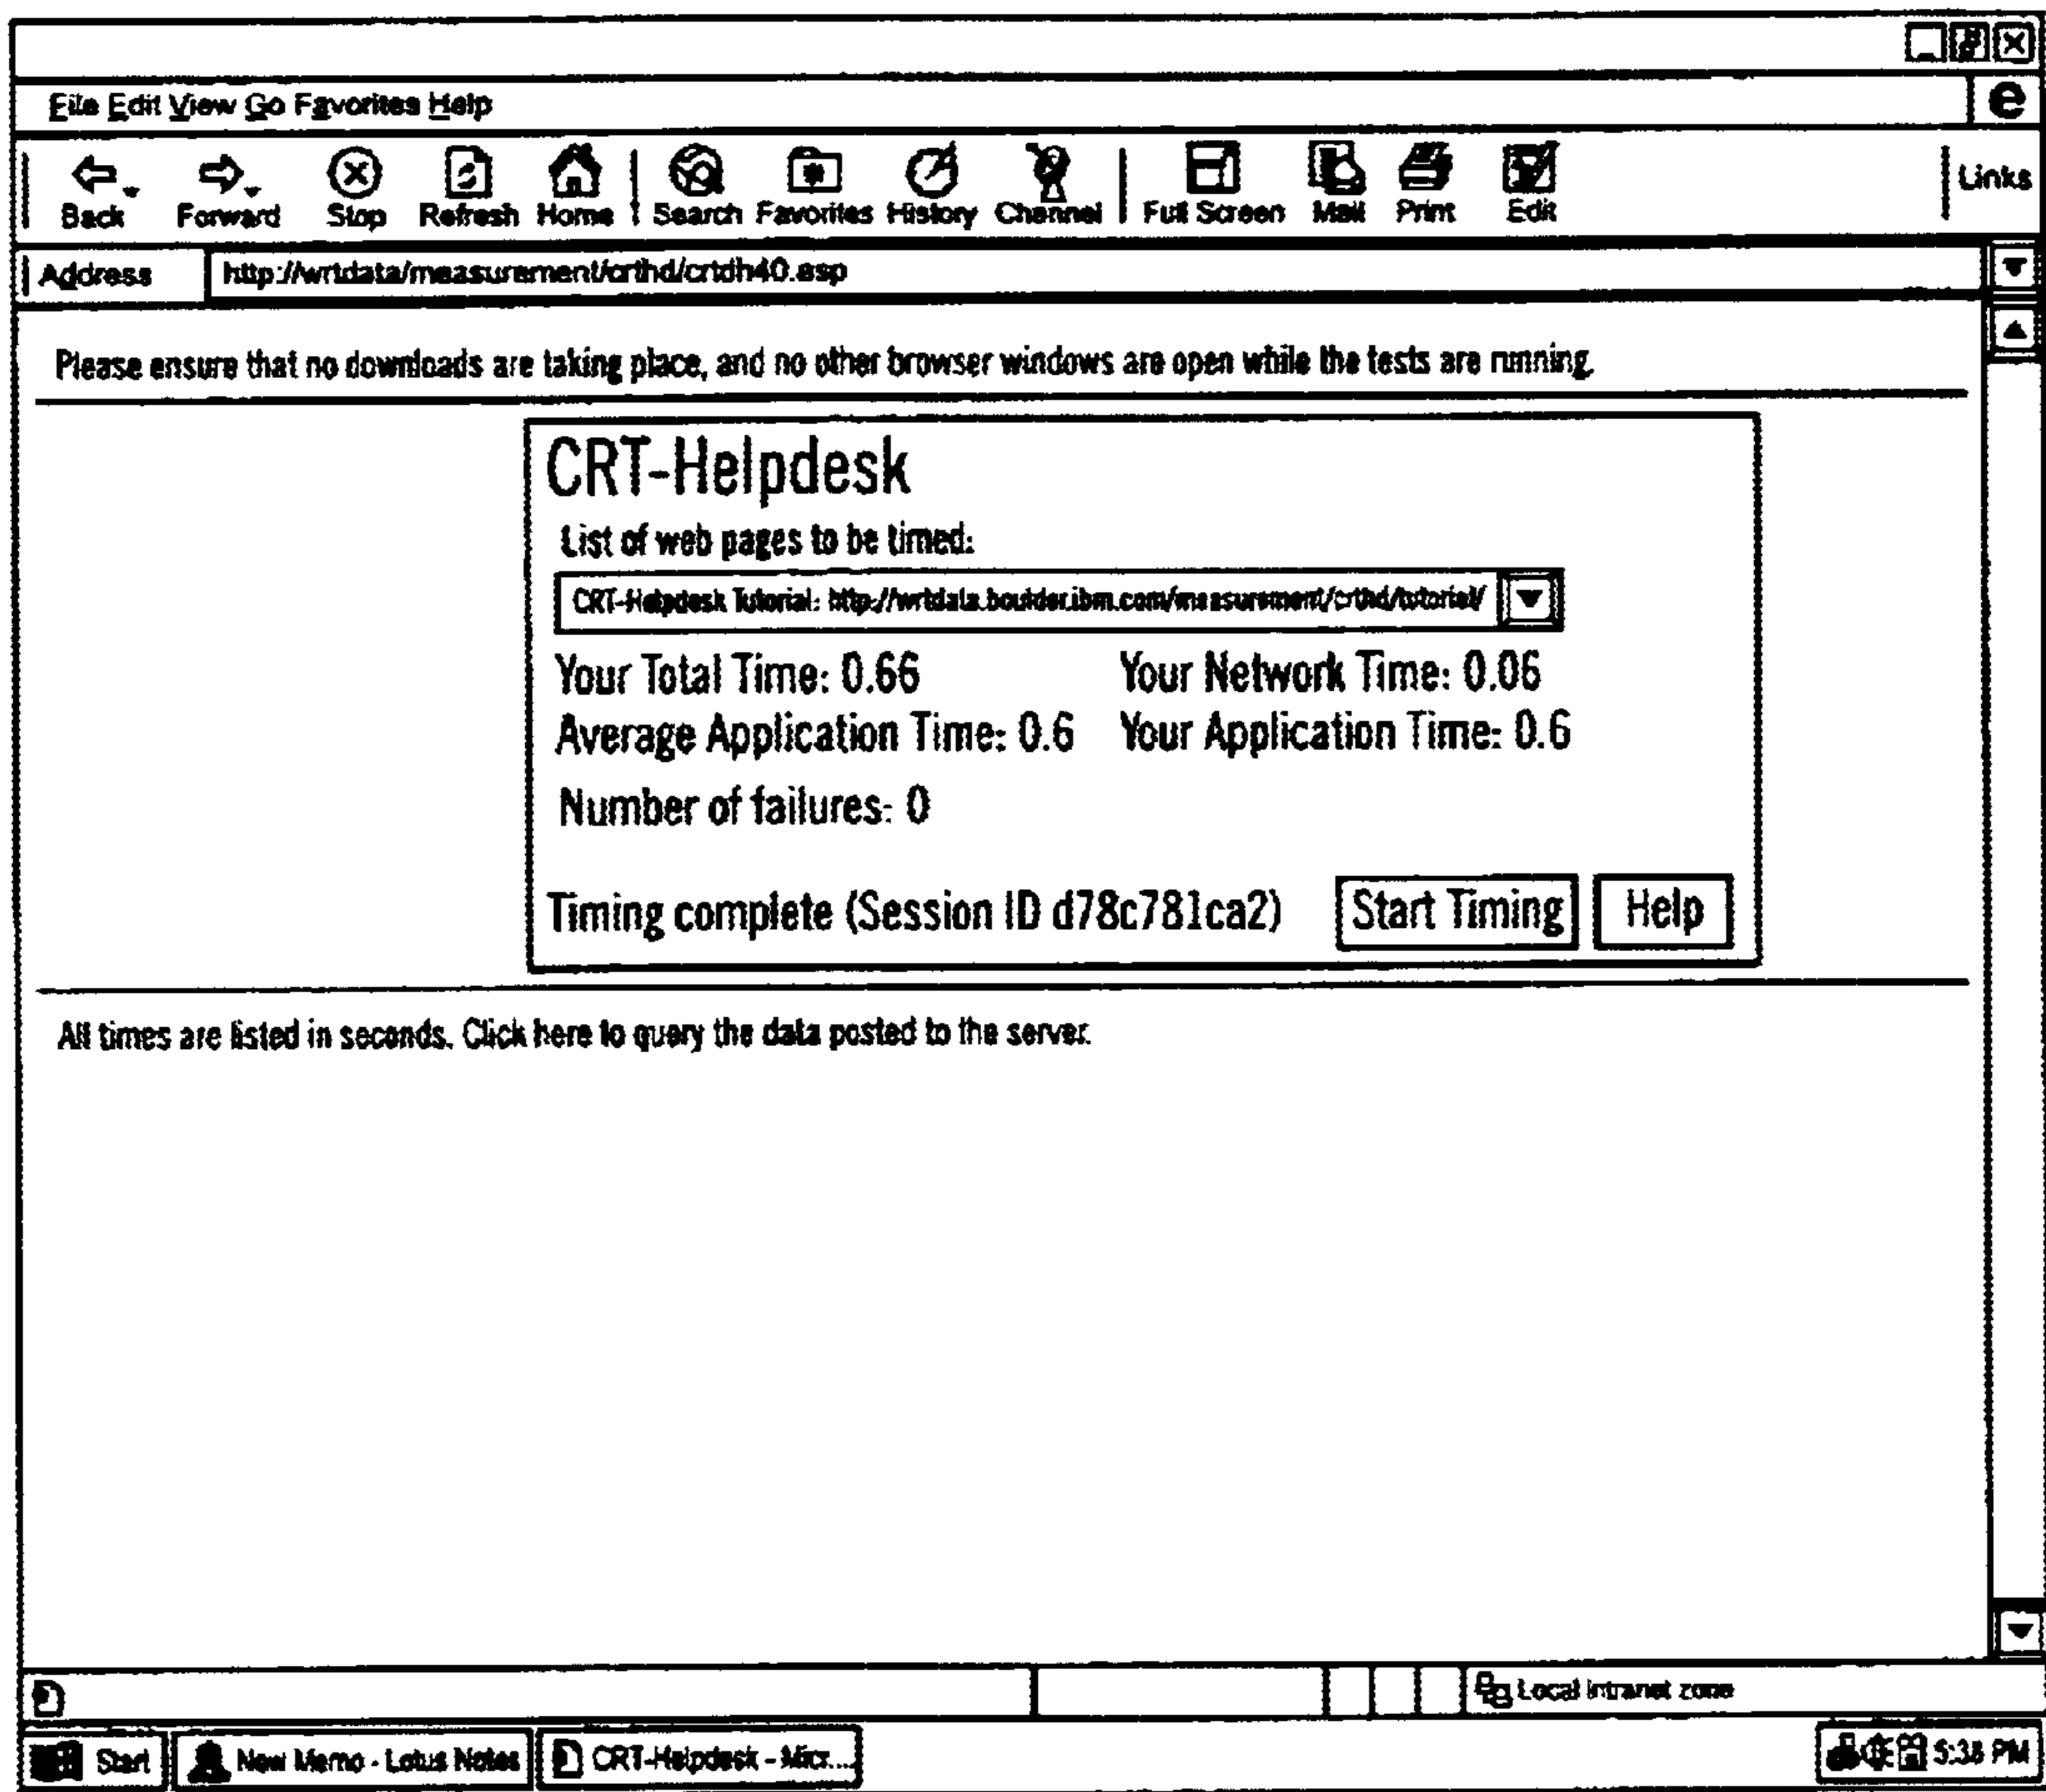 File Edit View Go Favorites Help
Back Forward Stop Refresh Home Search Favorites History Channel Full Screen Mail Print Edit Links
Address http://wrtdata/measurement/crthd/crtdh40.asp
Please ensure that no downloads are taking place, and no other browser windows are open while the tests are running.
CRT-Helpdesk
List of web pages to be timed:
CRT-Helpdesk Tutorial: http://wrtdata.boulder.ibm.com/measurement/crthd/tutorial/
Your Total Time: 0.66 Your Network Time: 0.06
Average Application Time: 0.6 Your Application Time: 0.6
Number of failures: 0
Timing complete (Session ID d78c781ca2) Start Timing Help
All times are listed in seconds. Click here to query the data posted to the server.
Local intranet zone
Start New Memo - Lotus Notes CRT-Helpdesk - Micr.... 5:38 PM